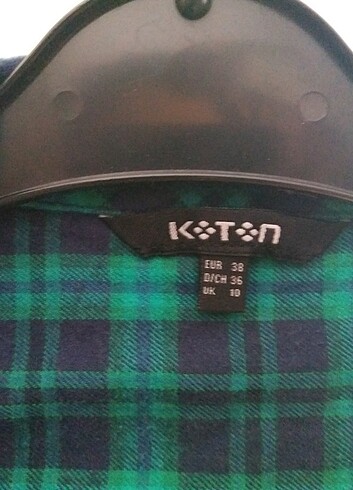 KOTON
EUR 38
D/CH 36
UK 10